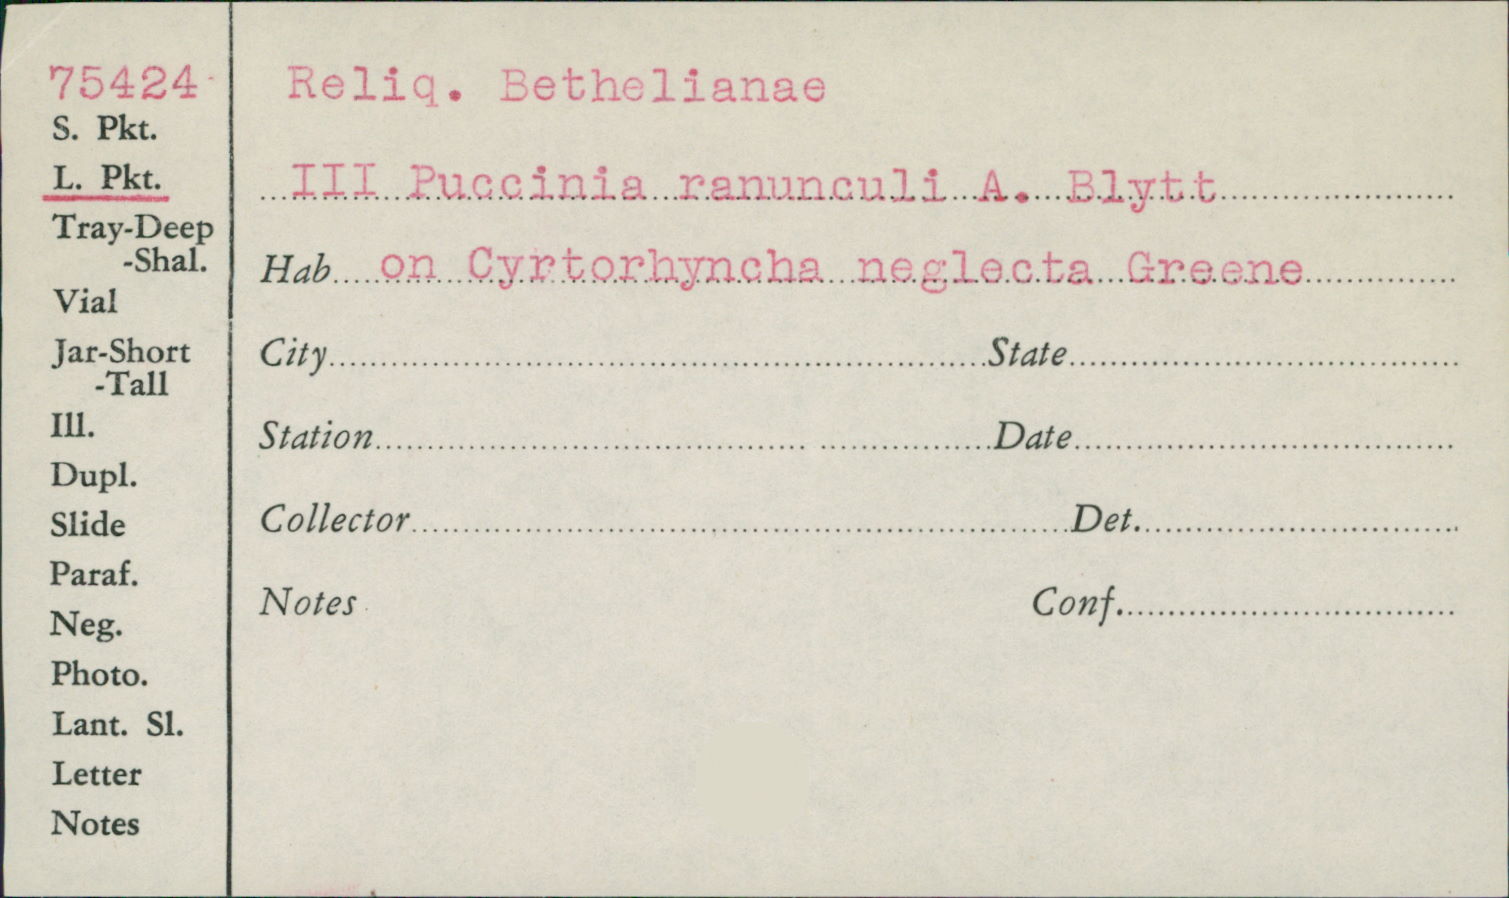 75424
S. Pkt.
L. Pkt.
Tray-Deep
-Shal.
Vial
Jar-Short
-Tall
Ill.
Dupl.
Slide
Paraf.
Neg.
Photo.
Lant. Sl.
Letter
Notes
Reliq. Bethelianae
III Puccinia ranunculi A. Blytt
Hab on Cyrtorhyncha neglecta Greene
City State
Station Date
Collector Det.
Notes Conf.